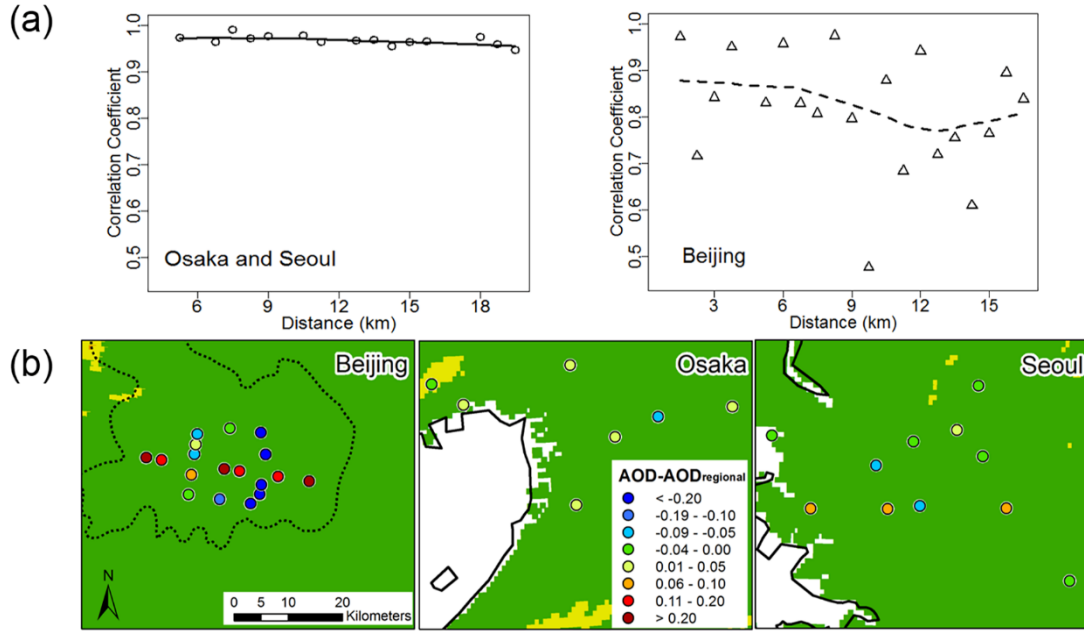 (a)
Correlation Coefficient
1.0
0.9
0.8
0.7
0.6
0.5
Osaka and Seoul
6 9 12 15 18
Distance (km)
Correlation Coefficient
1.0
0.9
0.8
0.7
0.6
0.5
Beijing
3 6 9 12 15
Distance (km)
(b)
Beijing
N
0 5 10 20
Kilometers
Osaka
AOD-AODregional
< -0.20
-0.19 - -0.10
-0.09 - -0.05
-0.04 - 0.00
0.01 - 0.05
0.06 - 0.10
0.11 - 0.20
> 0.20
Seoul